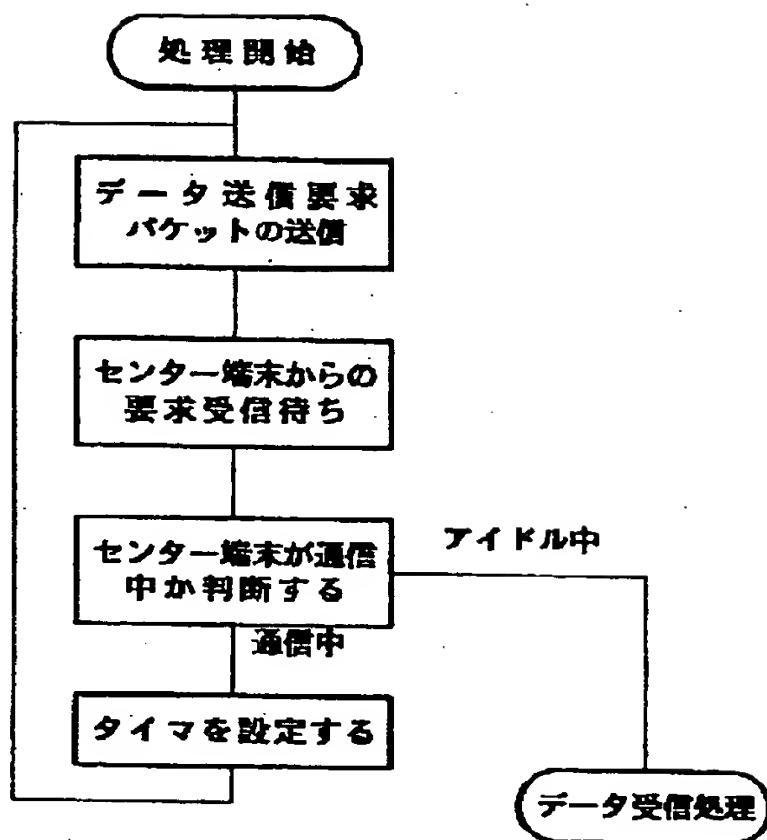 処理開始
データ送信要求
パケットの送信
センター端末からの
要求受信待ち
センター端末が通信
中か判断する
アイドル中
通信中
タイマを設定する
データ受信処理